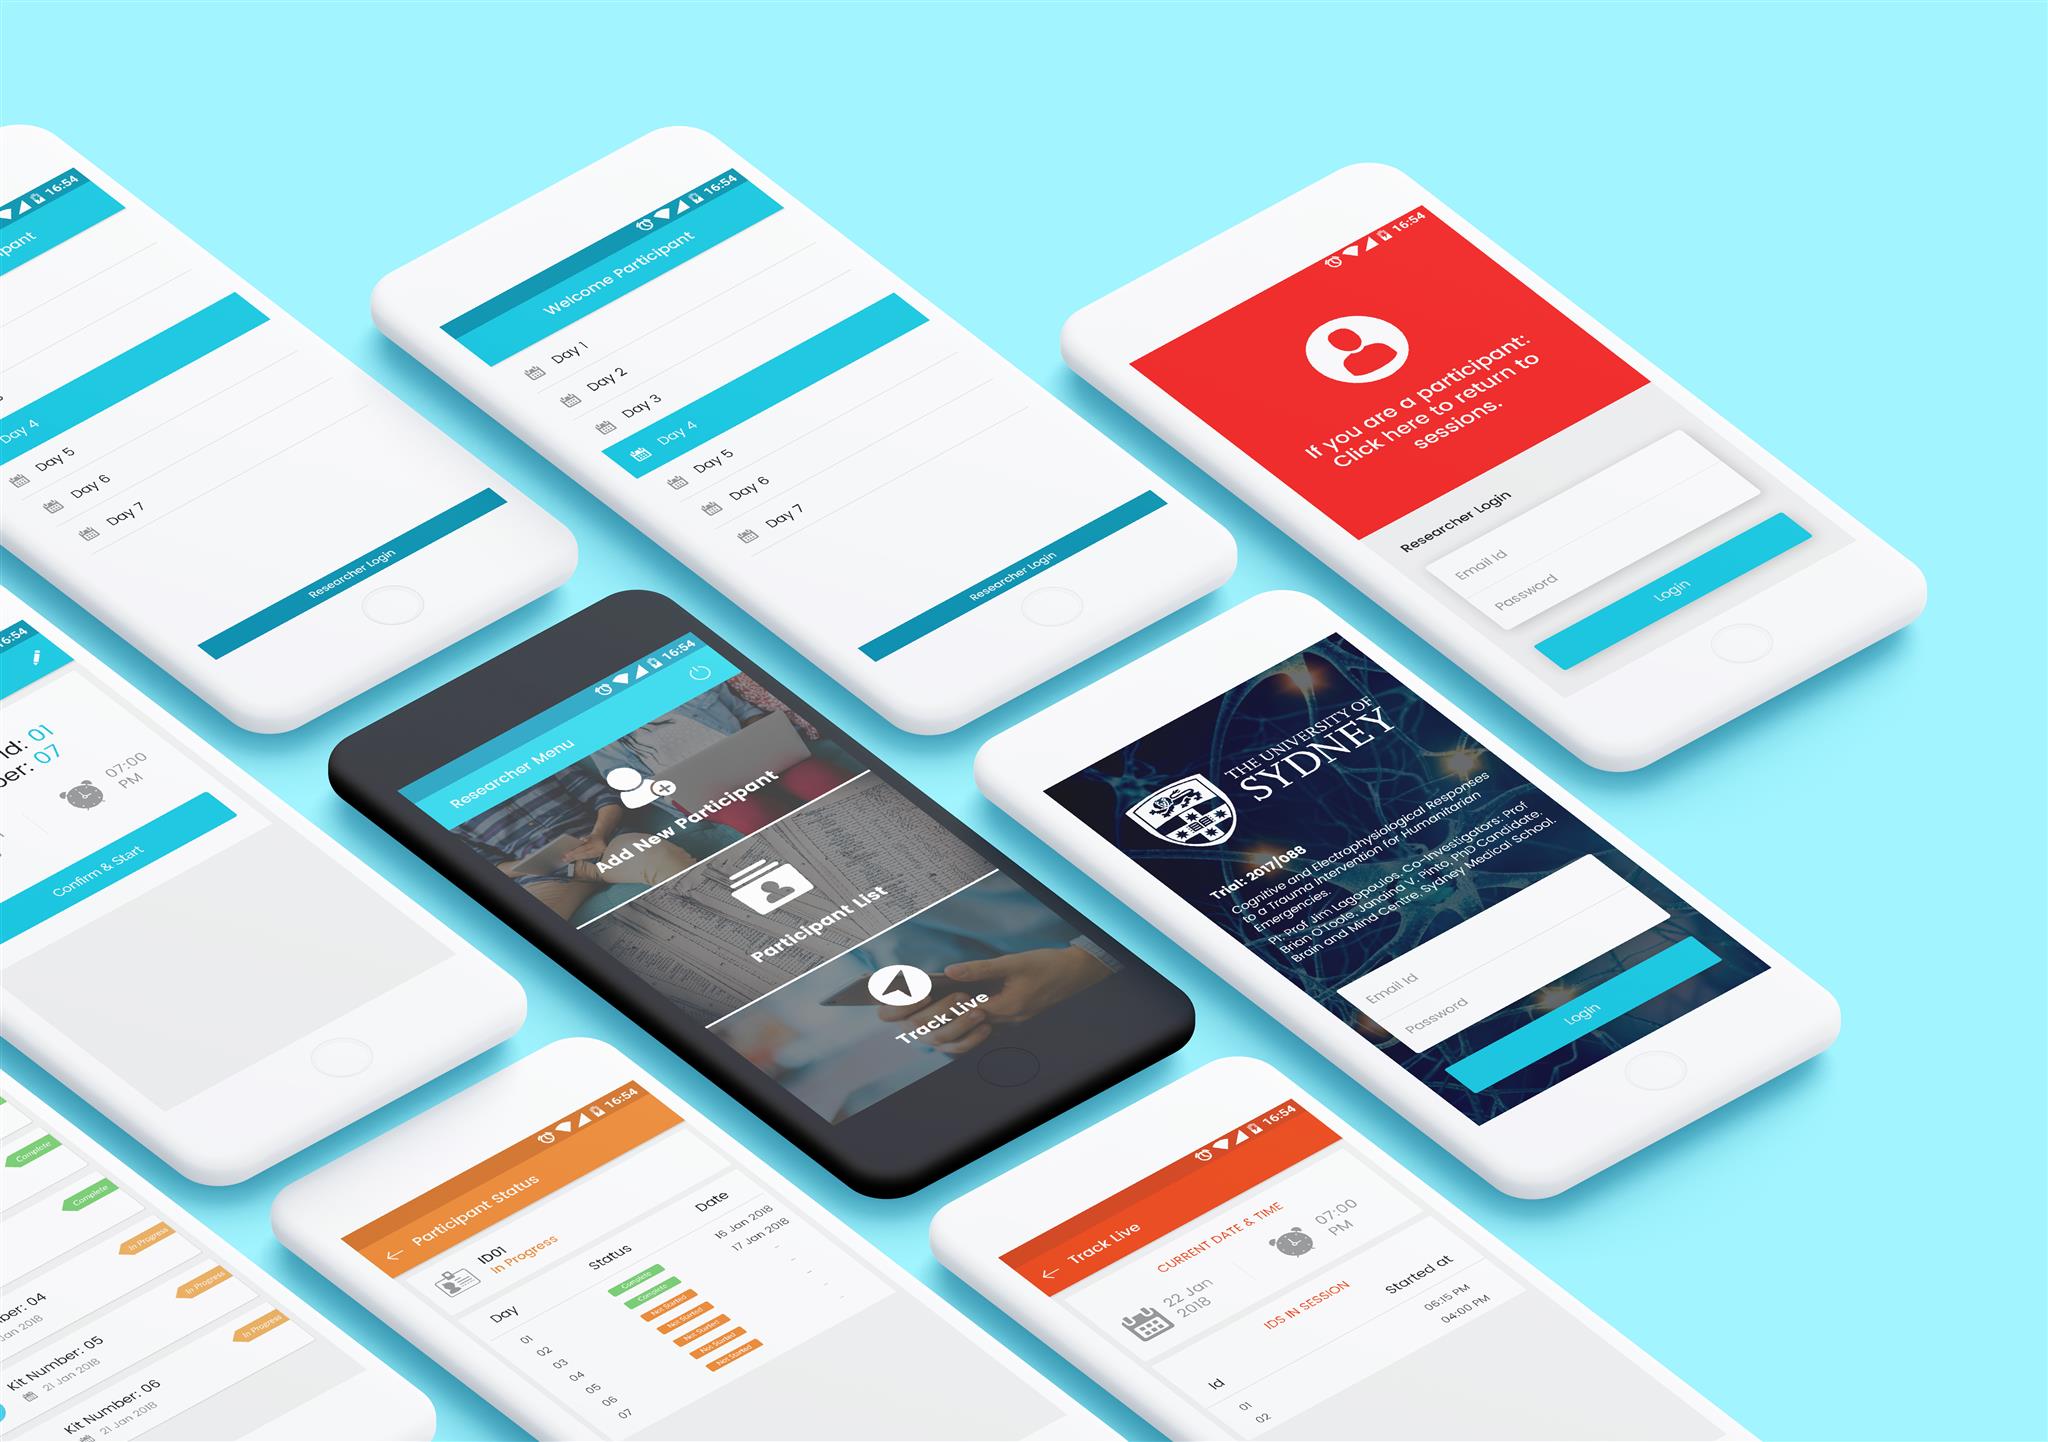 16:54
pant
Day 4
Day 5
Day 6
Day 7
Researcher Login
16:54
Welcome Participant
Day 1
Day 2
Day 3
Day 4
Day 5
Day 6
Day 7
Researcher Login
16:54
If you are a participant:
Click here to return to
sessions.
Researcher Login
Email Id
Password
Login
6:54
Id: 01
ber: 07
07:00
PM
Confirm & Start
16:54
Researcher Menu
Add New Participant
Participant List
Track Live
THE UNIVERSITY OF
SYDNEY
Trial: 2017/088
Cognitive and Electrophysiological Responses
to a Trauma Intervention for Humanitarian
Emergencies.
PI: Prof Jim Lagopoulos. Co-Investigators: Prof
Brian O'Toole, Jandina V. Pinto, PhD Candidate.
Brain and Mind Centre, Sydney Medical School.
Email Id
Password
Login
Complete
Complete
In Progress
ber: 04
Jan 2018
In Progress
Kit Number: 05
21 Jan 2018
In Progress
Kit Number: 06
21 Jan 2018
16:54
Participant Status
ID01
in Progress
Day Status Date
01 Complete 16 Jan 2018
02 Complete 17 Jan 2018
03 Not Started -
04 Not Started -
05 Not Started -
06 Not Started -
07 Not Started -
16:54
Track Live
CURRENT DATE & TIME
22 Jan
2018
07:00
PM
IDS IN SESSION
Id Started at
01 06:15 PM
02 04:00 PM